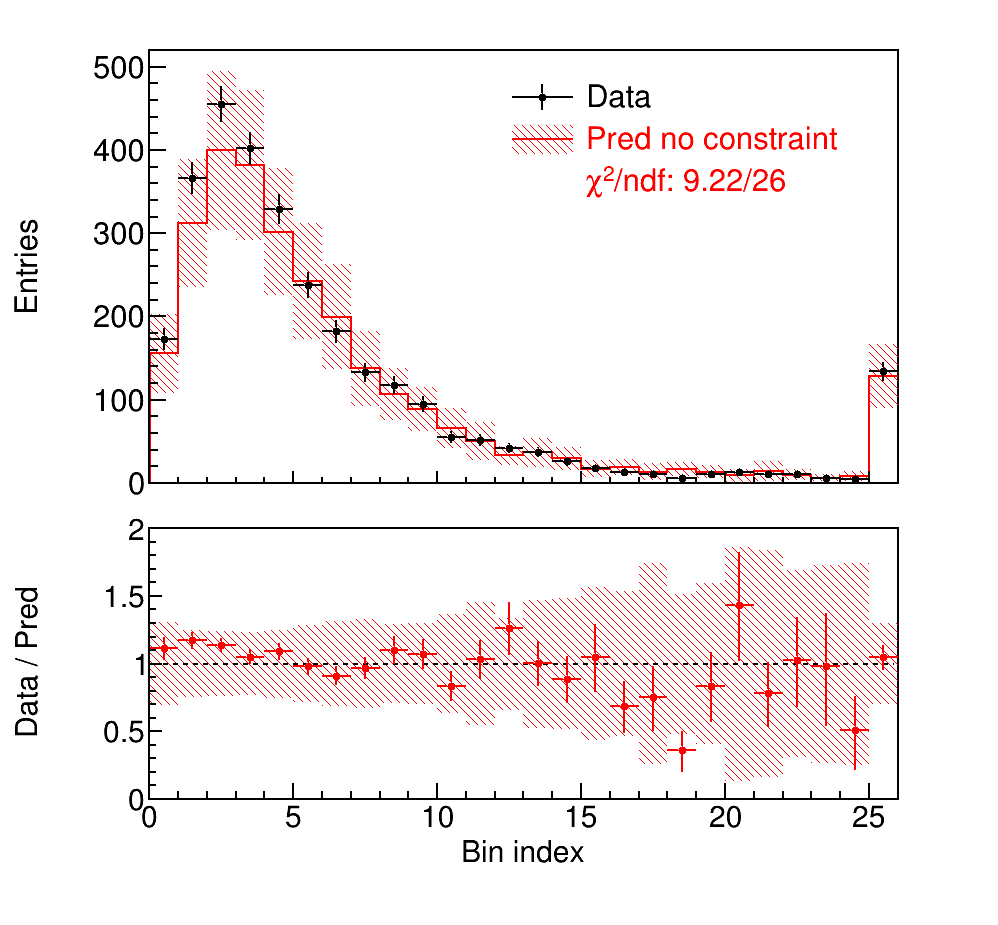 500
400
300
200
100
0
Entries
Data
Pred no constraint
χ²/ndf: 9.22/26
2
1.5
1
0.5
0
Data / Pred
0 5 10 15 20 25
Bin index